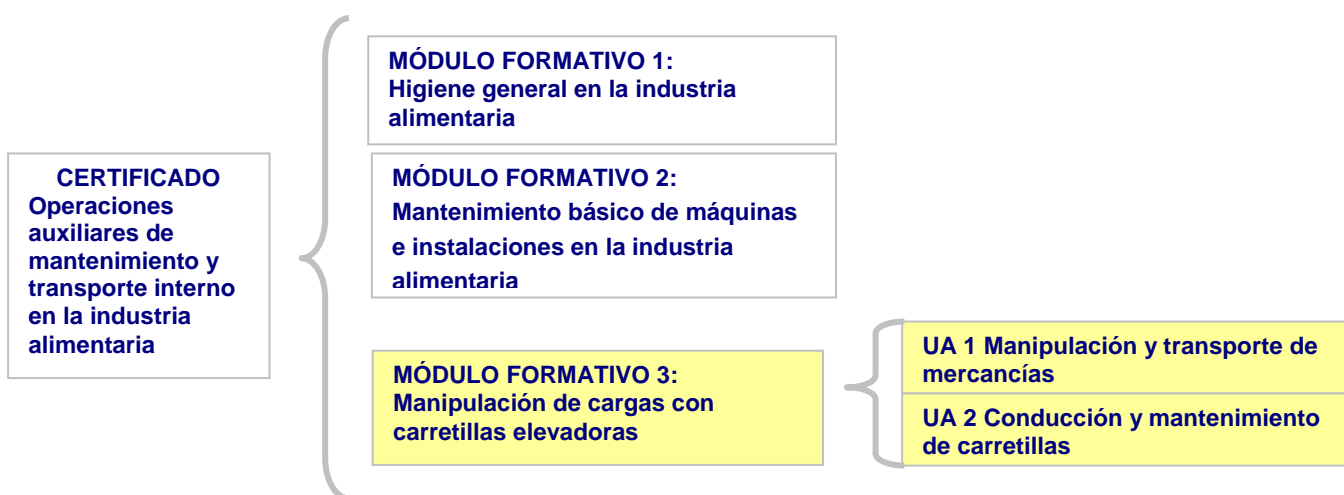 CERTIFICADO
Operaciones
auxiliares de
mantenimiento y
transporte interno
en la industria
alimentaria
MÓDULO FORMATIVO 1:
Higiene general en la industria
alimentaria
MÓDULO FORMATIVO 2:
Mantenimiento básico de máquinas
e instalaciones en la industria
alimentaria
MÓDULO FORMATIVO 3:
Manipulación de cargas con
carretillas elevadoras
UA 1 Manipulación y transporte de
mercancías
UA 2 Conducción y mantenimiento
de carretillas